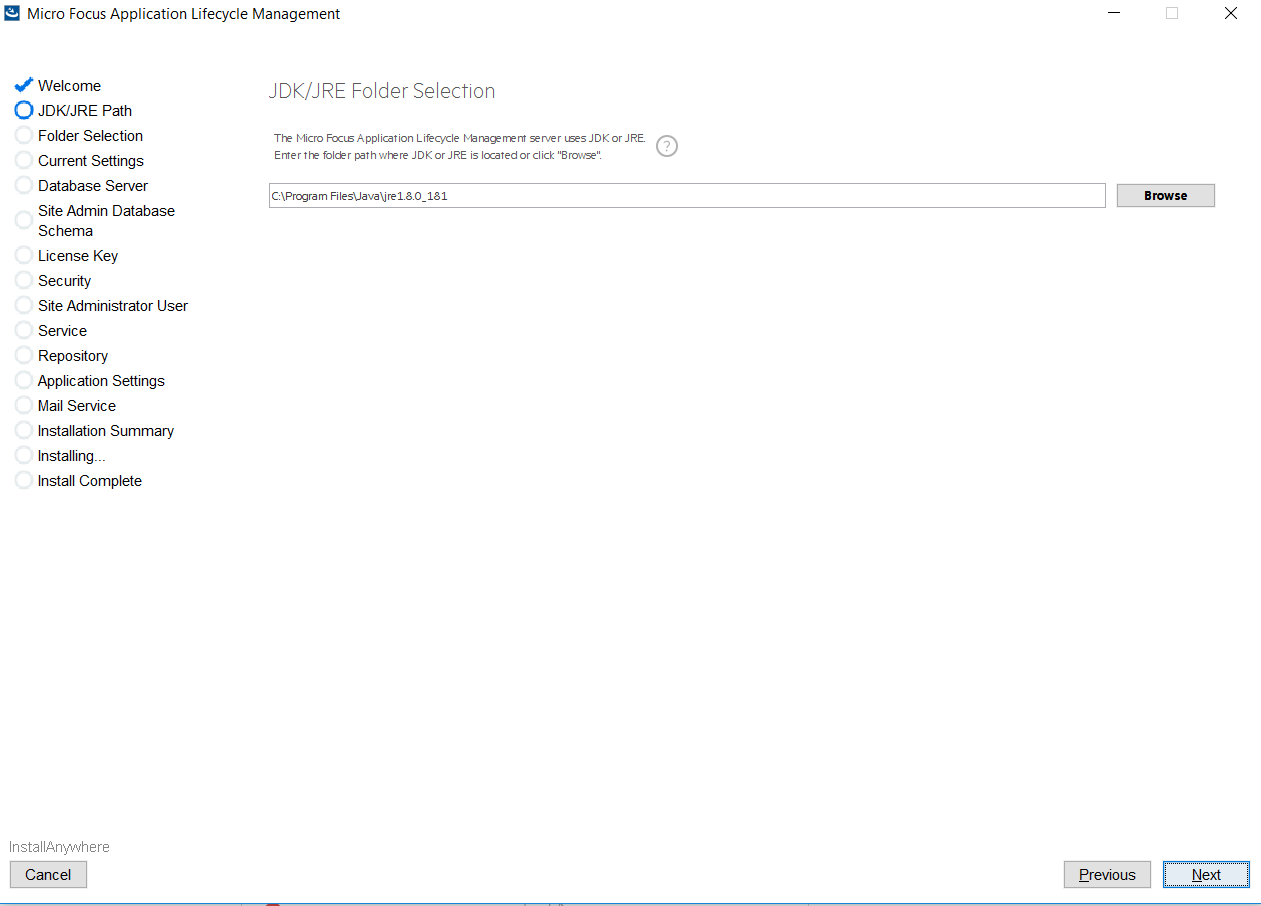 Micro Focus Application Lifecycle Management
Welcome
JDK/JRE Path
Folder Selection
Current Settings
Database Server
Site Admin Database
Schema
License Key
Security
Site Administrator User
Service
Repository
Application Settings
Mail Service
Installation Summary
Installing...
Install Complete
JDK/JRE Folder Selection
The Micro Focus Application Lifecycle Management server uses JDK or JRE.
Enter the folder path where JDK or JRE is located or click "Browse".
?
C:\Program Files\Java\jre1.8.0_181
Browse
InstallAnywhere
Cancel
Previous
Next